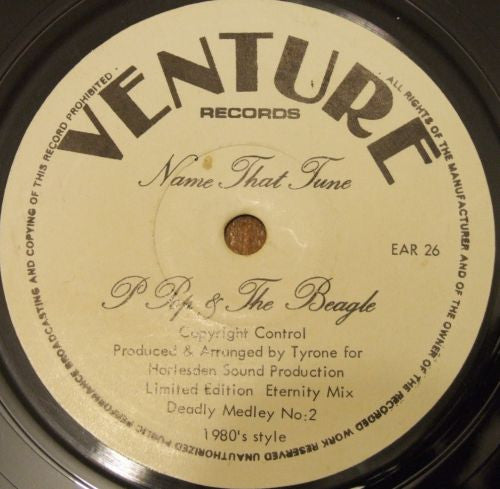 VENTURE
RECORDS
Name That Tune
EAR 26
P Pop & The Beagle
Copyright Control
Produced & Arranged by Tyrone for
Harlesden Sound Production
Limited Edition Eternity Mix
Deadly Medley No:2
1980's style
ALL RIGHTS OF THE MANUFACTURER AND OF THE OWNER OF THE RECORDED WORK RESERVED UNAUTHORIZED PUBLIC PERFORMANCE BROADCASTING AND COPYING OF THIS RECORD PROHIBITED